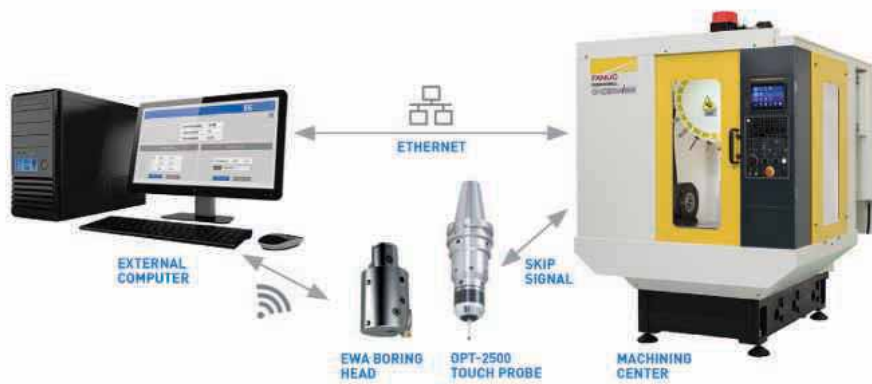 ETHERNET
EXTERNAL
COMPUTER
EWA BORING
HEAD
OPT-2500
TOUCH PROBE
SKIP
SIGNAL
FANUC
MACHINING
CENTER